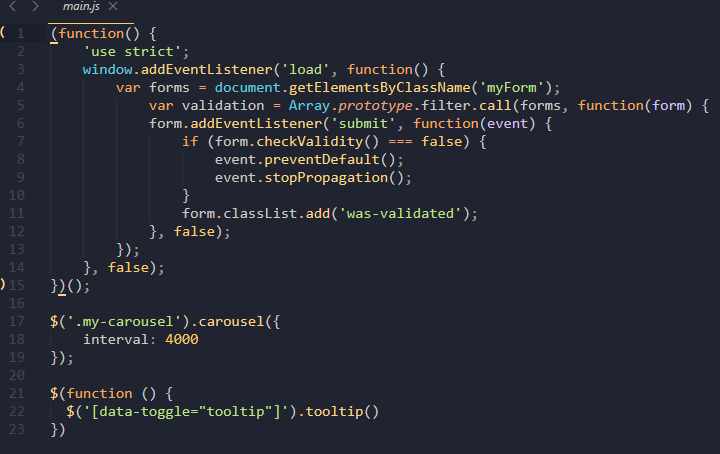 main.js
1 (function() {
2     'use strict';
3     window.addEventListener('load', function() {
4         var forms = document.getElementsByClassName('myForm');
5             var validation = Array.prototype.filter.call(forms, function(form) {
6             form.addEventListener('submit', function(event) {
7                 if (form.checkValidity() === false) {
8                     event.preventDefault();
9                     event.stopPropagation();
10                 }
11                 form.classList.add('was-validated');
12             }, false);
13         });
14     }, false);
15 })();
16
17 $('.my-carousel').carousel({
18     interval: 4000
19 });
20
21 $(function () {
22   $('[data-toggle="tooltip"]').tooltip()
23 })